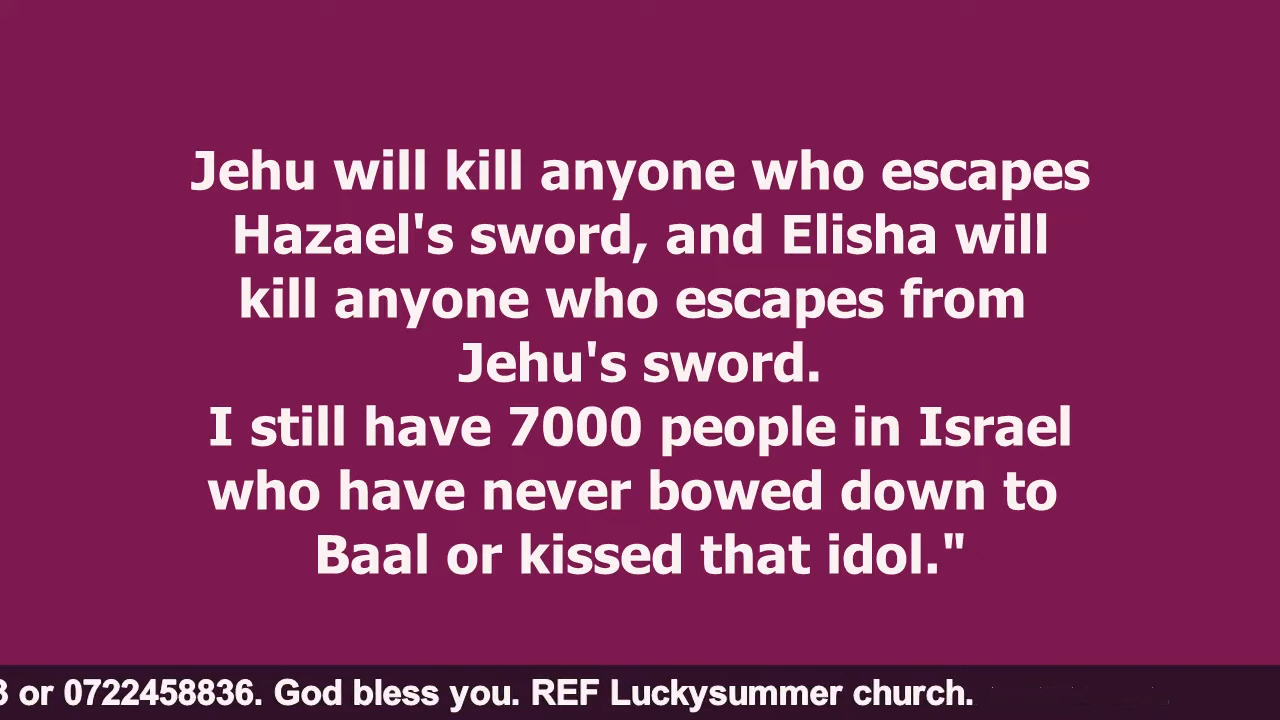 Jehu will kill anyone who escapes
Hazael's sword, and Elisha will
kill anyone who escapes from
Jehu's sword.
I still have 7000 people in Israel
who have never bowed down to
Baal or kissed that idol."
3 or 0722458836. God bless you. REF Luckysummer church.